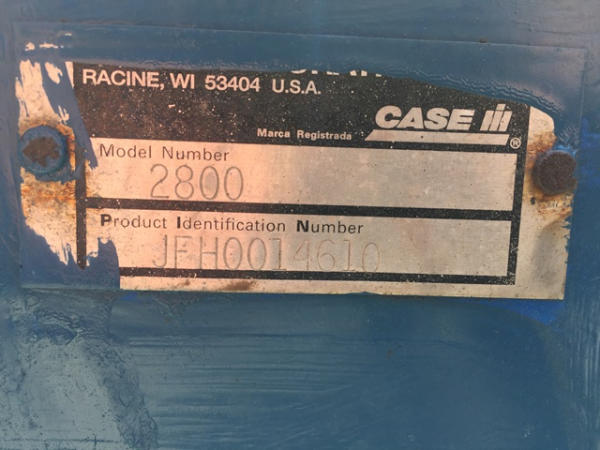 RACINE, WI 53404 U.S.A.
CASE IH
Marca Registrada ®
Model Number
2800
Product Identification Number
JFH0014610